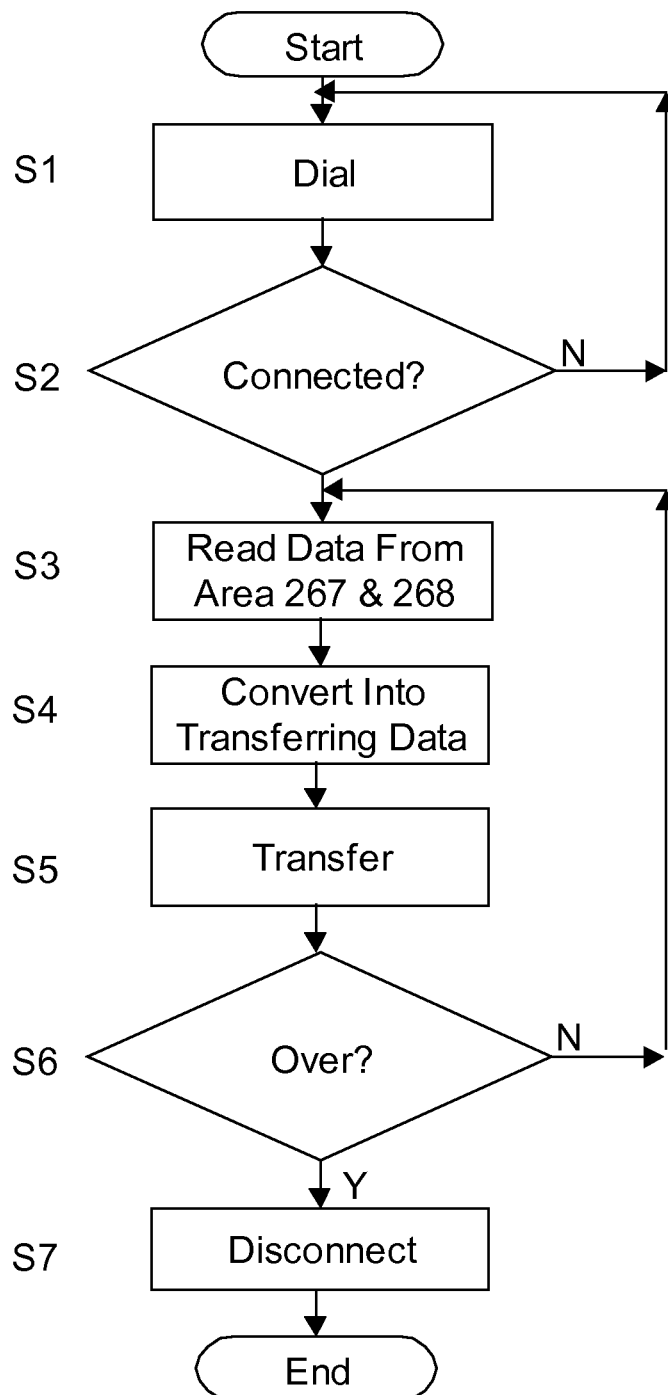 Start
S1
Dial
S2
Connected?
N
S3
Read Data From
Area 267 & 268
S4
Convert Into
Transferring Data
S5
Transfer
S6
Over?
N
Y
S7
Disconnect
End